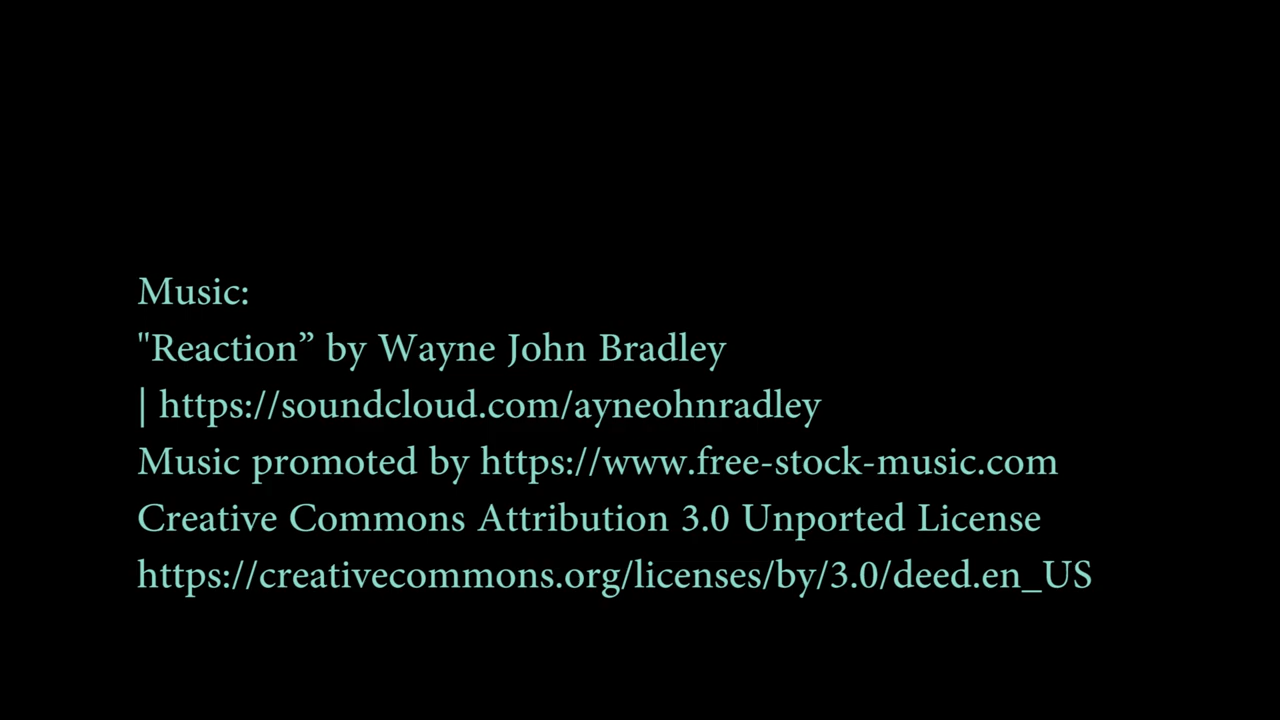 Music:
"Reaction” by Wayne John Bradley
| https://soundcloud.com/ayneohnradley
Music promoted by https://www.free-stock-music.com
Creative Commons Attribution 3.0 Unported License
https://creativecommons.org/licenses/by/3.0/deed.en_US